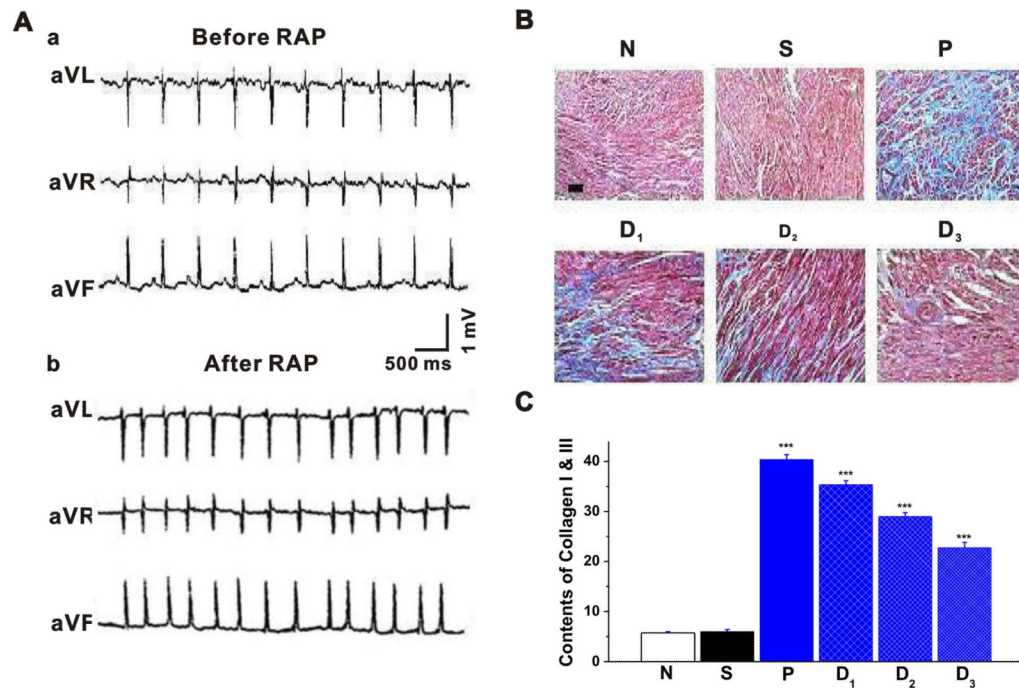 A
a
Before RAP
aVL
aVR
aVF
1 mV
500 ms
b
After RAP
aVL
aVR
aVF
B
N
S
P
D₁
D₂
D₃
C
Contents of Collagen I & III
40
30
20
10
0
***
***
***
***
N
S
P
D₁
D₂
D₃